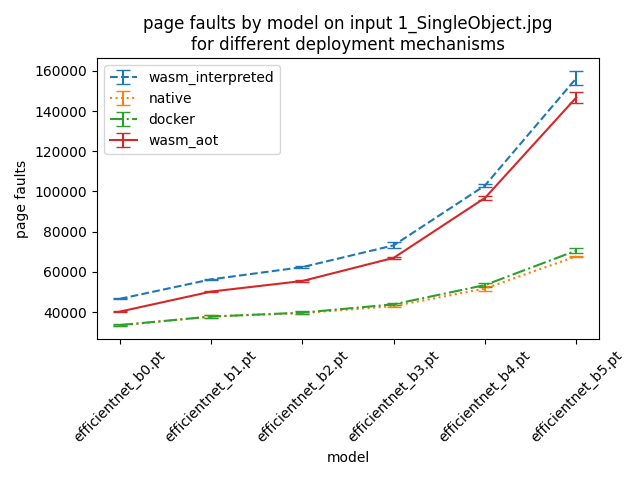 page faults by model on input 1_SingleObject.jpg
for different deployment mechanisms
wasm_interpreted
native
docker
wasm_aot
page faults
160000
140000
120000
100000
80000
60000
40000
efficientnet_b0.pt
efficientnet_b1.pt
efficientnet_b2.pt
efficientnet_b3.pt
efficientnet_b4.pt
efficientnet_b5.pt
model